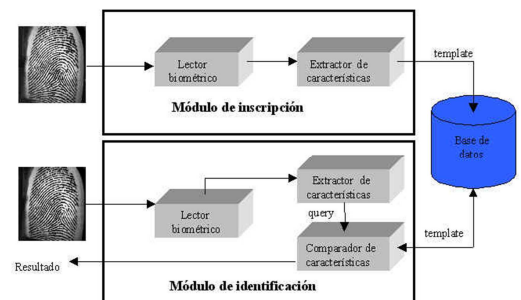 Lector
biométrico
Extractor de
características
template
Módulo de inscripción
Base de
datos
Lector
biométrico
Extractor de
características
query
Comparador de
características
template
Resultado
Módulo de identificación